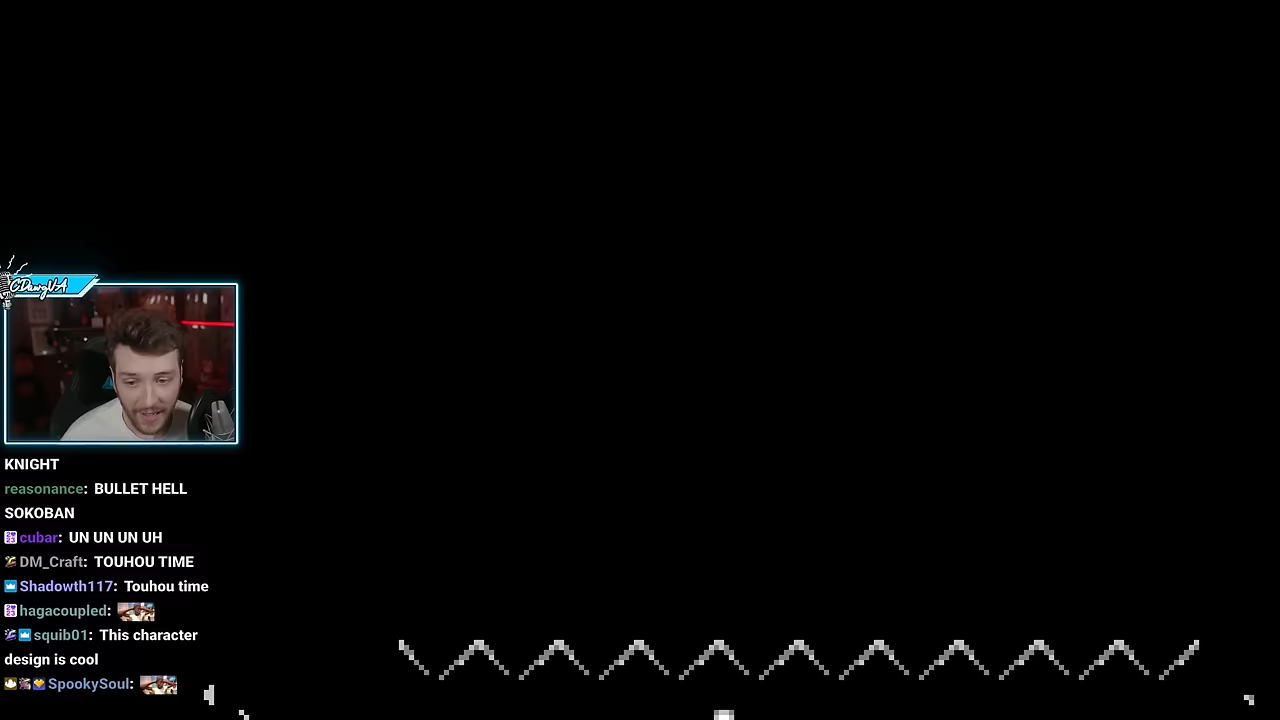 CDawgVA
KNIGHT
reasonance: BULLET HELL
SOKOBAN
cubar: UN UN UN UH
DM_Craft: TOUHOU TIME
Shadowth117: Touhou time
hagacoupled:
squib01: This character
design is cool
SpookySoul: